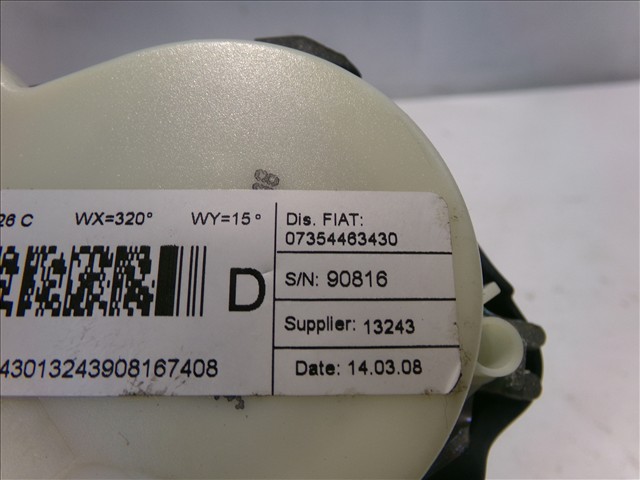 26 C WX=320° WY=15°
Dis. FIAT:
07354463430
S/N: 90816
D
Supplier: 13243
43013243908167408
Date: 14.03.08